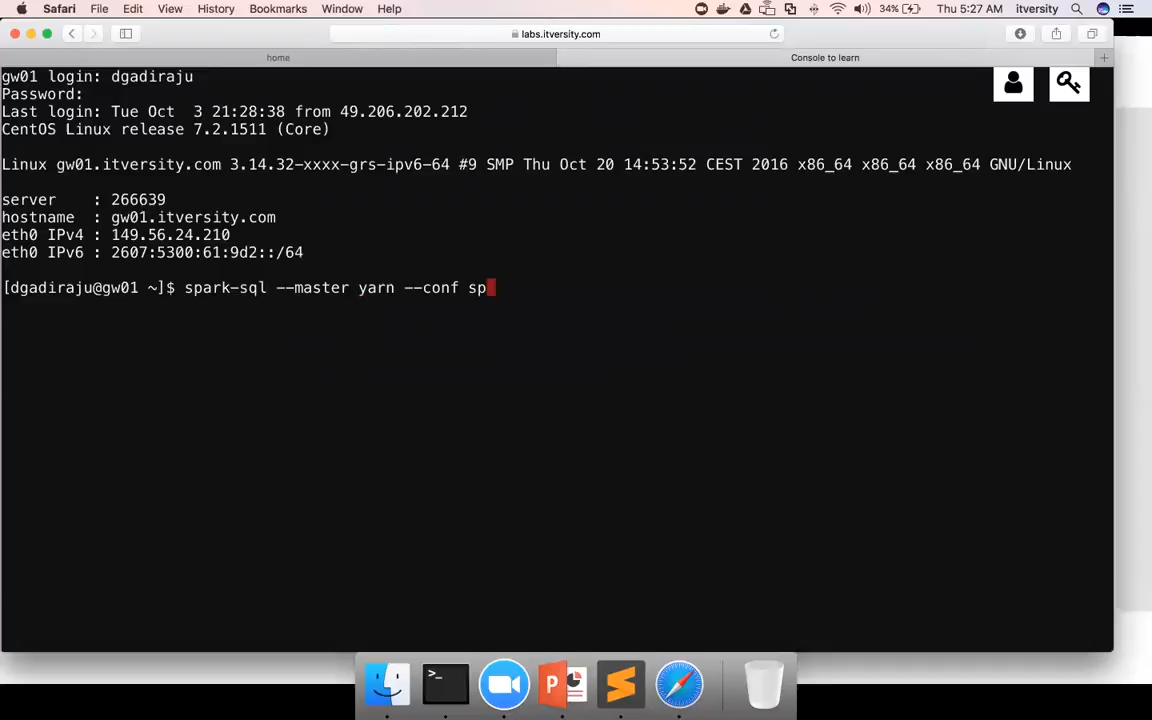 Safari File Edit View History Bookmarks Window Help 34% Thu 5:27 AM itversity
labs.itversity.com
home Console to learn
gw01 login: dgadiraju
Password:
Last login: Tue Oct  3 21:28:38 from 49.206.202.212
CentOS Linux release 7.2.1511 (Core)
Linux gw01.itversity.com 3.14.32-xxxx-grs-ipv6-64 #9 SMP Thu Oct 20 14:53:52 CEST 2016 x86_64 x86_64 x86_64 GNU/Linux
server    : 266639
hostname  : gw01.itversity.com
eth0 IPv4 : 149.56.24.210
eth0 IPv6 : 2607:5300:61:9d2::/64
[dgadiraju@gw01 ~]$ spark-sql --master yarn --conf sp